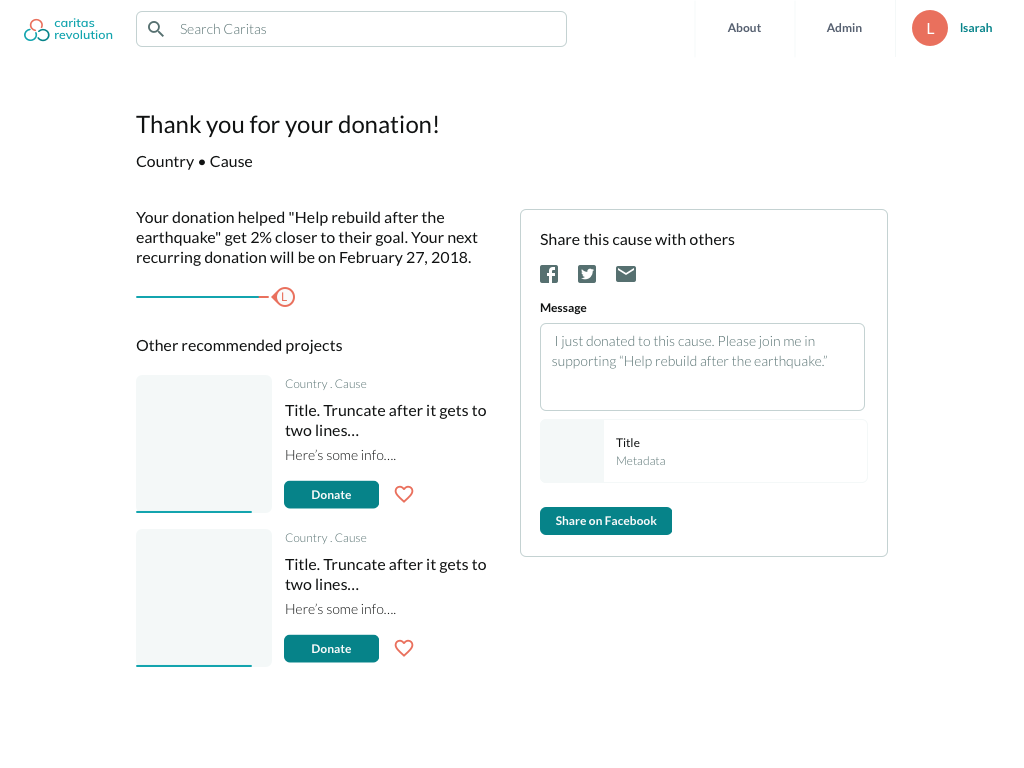 caritas
revolution
Search Caritas
About
Admin
L
lsarah
Thank you for your donation!
Country • Cause
Your donation helped "Help rebuild after the
earthquake" get 2% closer to their goal. Your next
recurring donation will be on February 27, 2018.
L
Other recommended projects
Country . Cause
Title. Truncate after it gets to
two lines…
Here’s some info….
Donate
Country . Cause
Title. Truncate after it gets to
two lines…
Here’s some info….
Donate
Share this cause with others
Message
I just donated to this cause. Please join me in
supporting “Help rebuild after the earthquake.”
Title
Metadata
Share on Facebook